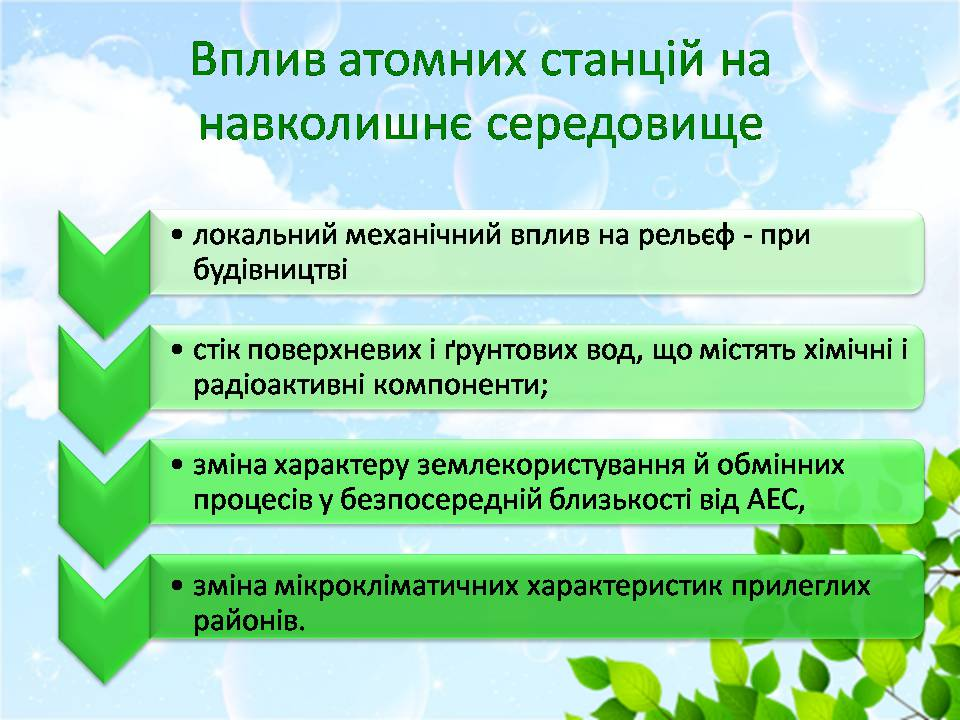 Вплив атомних станцій на
навколишнє середовище
• локальний механічний вплив на рельєф - при
будівництві
• стік поверхневих і ґрунтових вод, що містять хімічні і
радіоактивні компоненти;
• зміна характеру землекористування й обмінних
процесів у безпосередній близькості від АЕС,
• зміна мікрокліматичних характеристик прилеглих
районів.